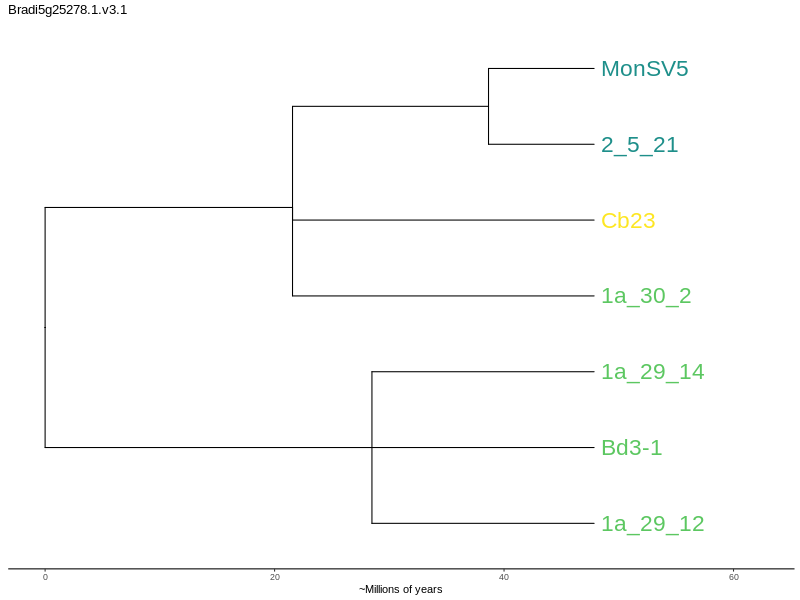 Bradi5g25278.1.v3.1
MonSV5
2_5_21
Cb23
1a_30_2
1a_29_14
Bd3-1
1a_29_12
0 20 40 60
~Millions of years